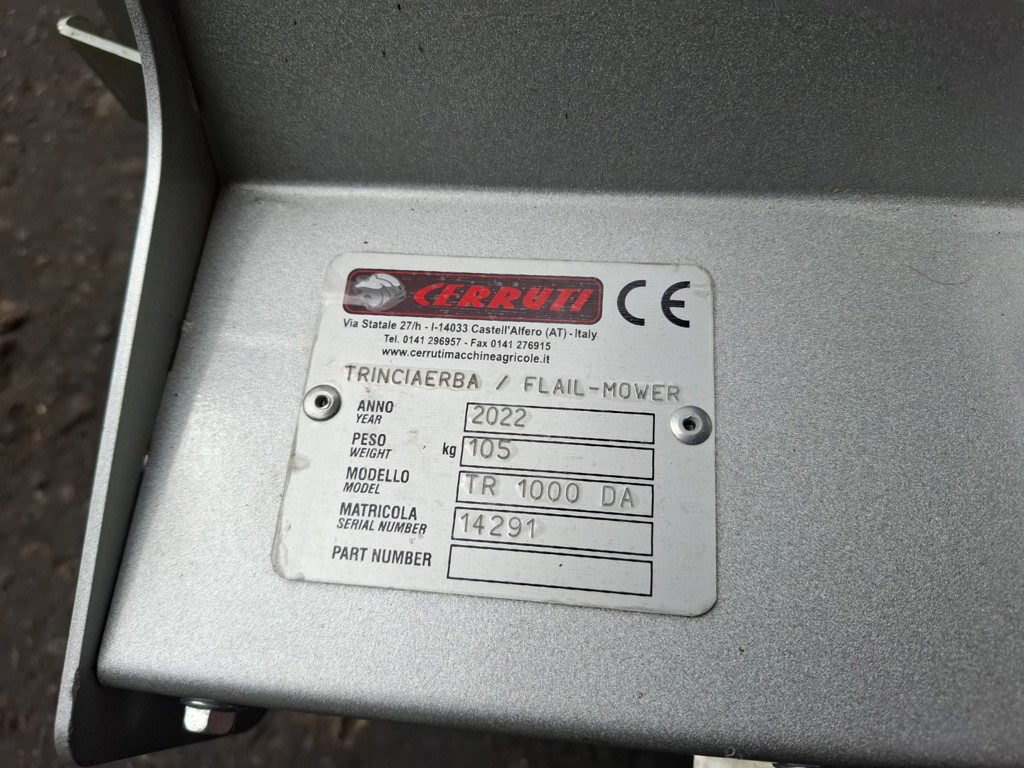 CERRUTI CE
Via Statale 27/h - I-14033 Castell'Alfero (AT) - Italy
Tel. 0141 296957 - Fax 0141 276915
www.cerrutimacchineagricole.it
TRINCIAERBA / FLAIL-MOWER
ANNO
YEAR
2022
PESO
WEIGHT
kg 105
MODELLO
MODEL
TR 1000 DA
MATRICOLA
SERIAL NUMBER
14291
PART NUMBER